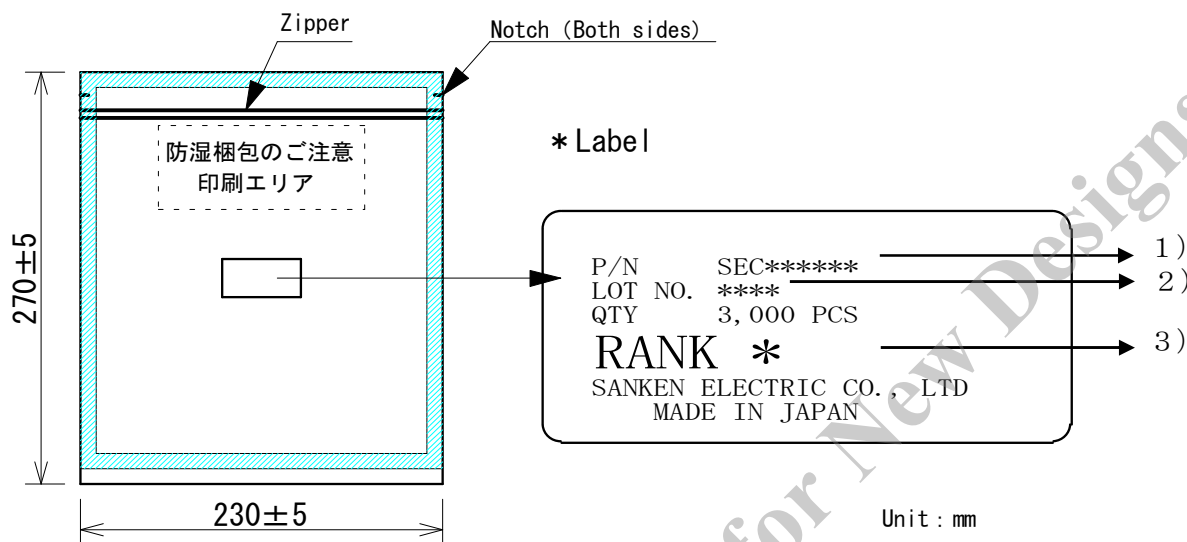 Zipper
Notch (Both sides)
防湿梱包のご注意
印刷エリア
270±5
230±5
*Label
P/N SEC******
LOT NO. ****
QTY 3,000 PCS
RANK *
SANKEN ELECTRIC CO., LTD
MADE IN JAPAN
1)
2)
3)
Unit : mm
for New Designs